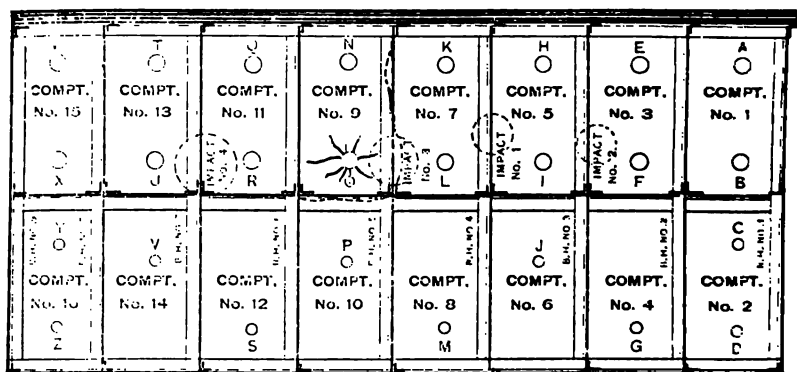 T O N K H E A
COMPT. COMPT. COMPT. COMPT. COMPT. COMPT. COMPT. COMPT.
No. 15 No. 13 No. 11 No. 9 No. 7 No. 5 No. 3 No. 1
IMPACT IMPACT IMPACT IMPACT
No. 3 No. 1 No. 2
X J R L I F B
V P J C
B.H. NO. 4 B.H. NO. 3 B.H. NO. 2 B.H. NO. 1
COMPT. COMPT. COMPT. COMPT. COMPT. COMPT. COMPT. COMPT.
No. 16 No. 14 No. 12 No. 10 No. 8 No. 6 No. 4 No. 2
Z S M G D